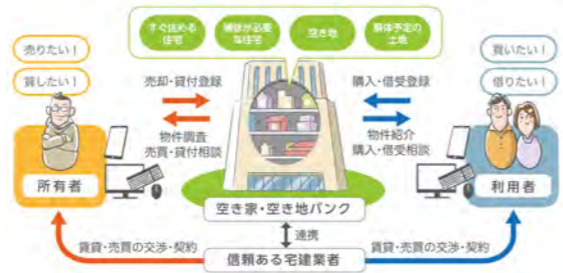 すぐ住める
住宅
補修が必要
な住宅
空き地
解体予定の
土地
売りたい！
貸したい！
買いたい！
借りたい！
売却・貸付登録
購入・借受登録
物件調査
売買・貸付相談
物件紹介
購入・借受相談
所有者
利用者
空き家・空き地バンク
連携
賃貸・売買の交渉・契約
信頼ある宅建業者
賃貸・売買の交渉・契約